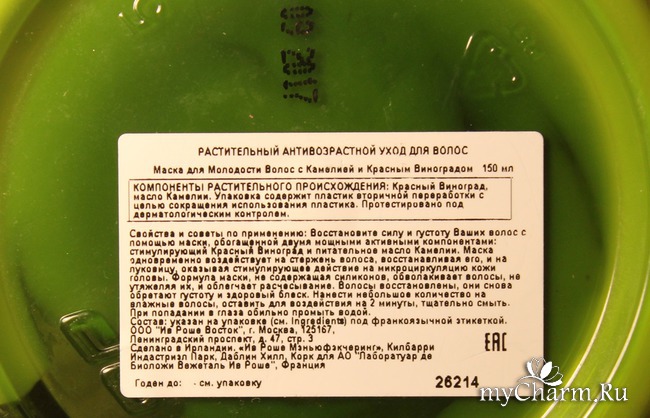 РАСТИТЕЛЬНЫЙ АНТИВОЗРАСТНОЙ УХОД ДЛЯ ВОЛОС
Маска для Молодости Волос с Камелией и Красным Виноградом 150 мл
КОМПОНЕНТЫ РАСТИТЕЛЬНОГО ПРОИСХОЖДЕНИЯ: Красный Виноград,
масло Камелии. Упаковка содержит пластик вторичной переработки с
целью сокращения использования пластика. Протестировано под
дерматологическим контролем.
Свойства и советы по применению: Восстановите силу и густоту Ваших волос с
помощью маски, обогащенной двумя мощными активными компонентами:
стимулирующий Красный Виноград и питательное масло Камелии. Маска
одновременно воздействует на стержень волоса, восстанавливая его, и на
луковицу, оказывая стимулирующее действие на микроциркуляцию кожи
головы. Формула маски, не содержащая силиконов, обволакивает волосы, не
утяжеляя их, и облегчает расчесывание. Волосы восстановлены, они снова
обретают густоту и здоровый блеск. Нанести небольшое количество на
влажные волосы, оставить для воздействия на 2 минуты, тщательно смыть.
При попадании в глаза обильно промыть водой.
Состав: указан на упаковке (см. Ingredients) под франкоязычной этикеткой.
ООО "Ив Роше Восток", г. Москва, 125167,
Ленинградский проспект, д. 47, стр. 3
Сделано в Ирландии. «Ив Роше Мэньюфэкчеринг», Килбарри
Индастриэл Парк, Даблин Хилл, Корк для АО "Лаборатуар де
Биоложи Вежеталь Ив Роше", Франция
EAC
Годен до: - см. упаковку 26214
myCharm.Ru